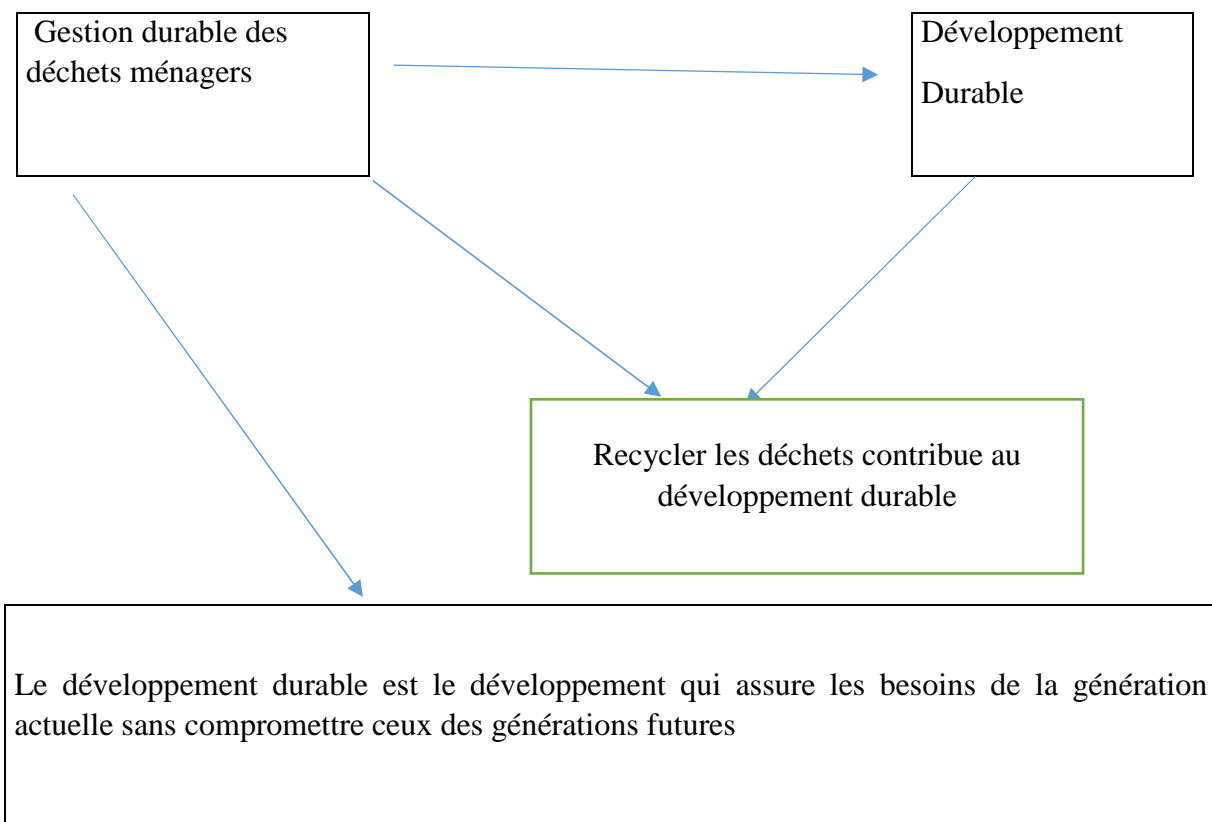 Gestion durable des
déchets ménagers
Développement
Durable
Recycler les déchets contribue au
développement durable
Le développement durable est le développement qui assure les besoins de la génération
actuelle sans compromettre ceux des générations futures